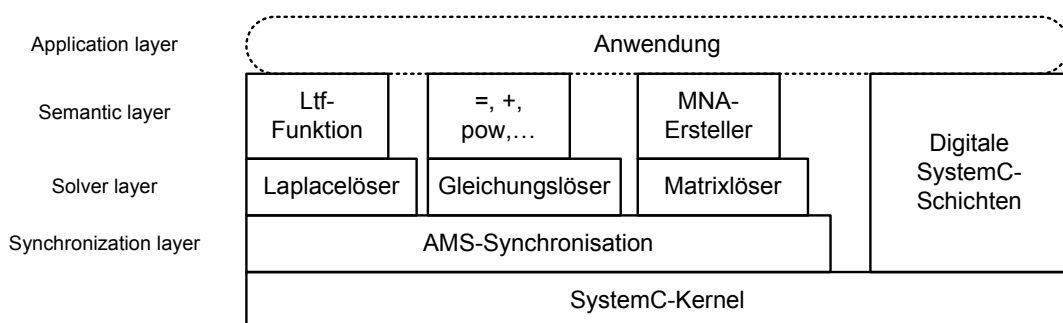 Application layer
Anwendung
Semantic layer
Ltf-
Funktion
=, +,
pow,…
MNA-
Ersteller
Digitale
SystemC-
Schichten
Solver layer
Laplacelöser
Gleichungslöser
Matrixlöser
Synchronization layer
AMS-Synchronisation
SystemC-Kernel